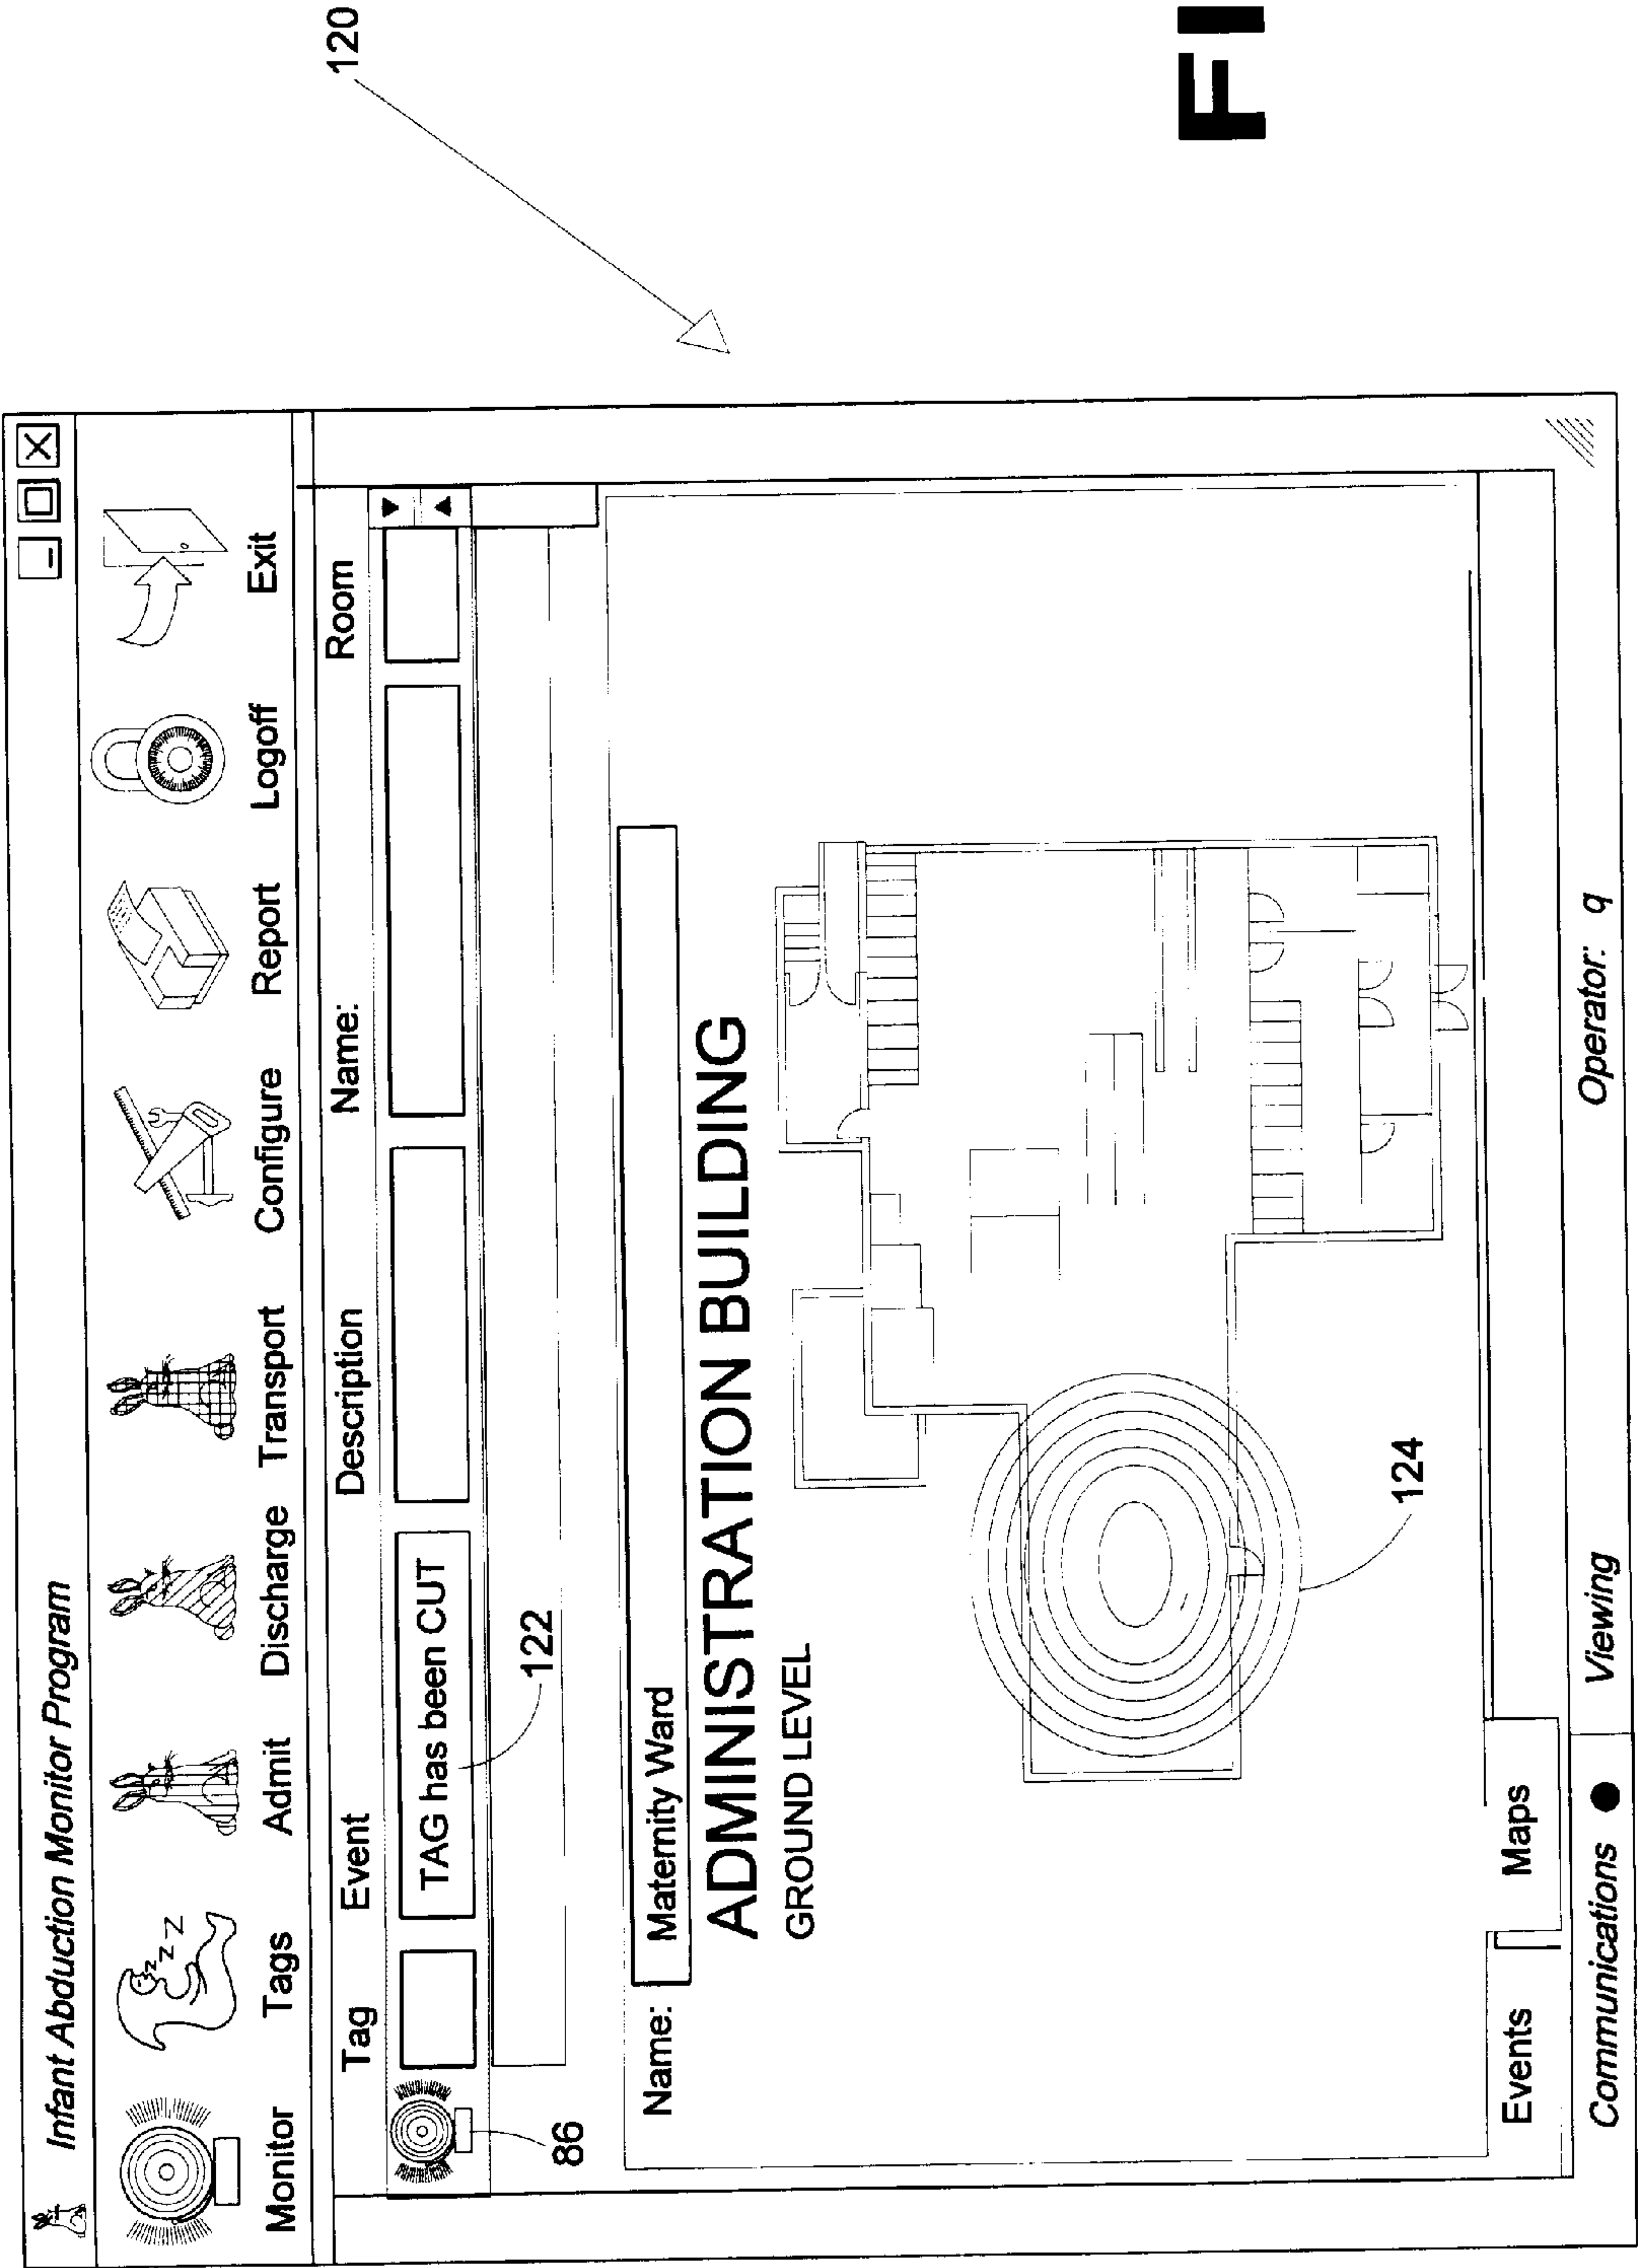 Infant Abduction Monitor Program
Monitor Tags Admit Discharge Transport Configure Report Logoff Exit
Tag Event Description Name: Room
TAG has been CUT
86
122
120
Name: Maternity Ward
ADMINISTRATION BUILDING
GROUND LEVEL
124
Events Maps
Communications Viewing Operator: q
FI